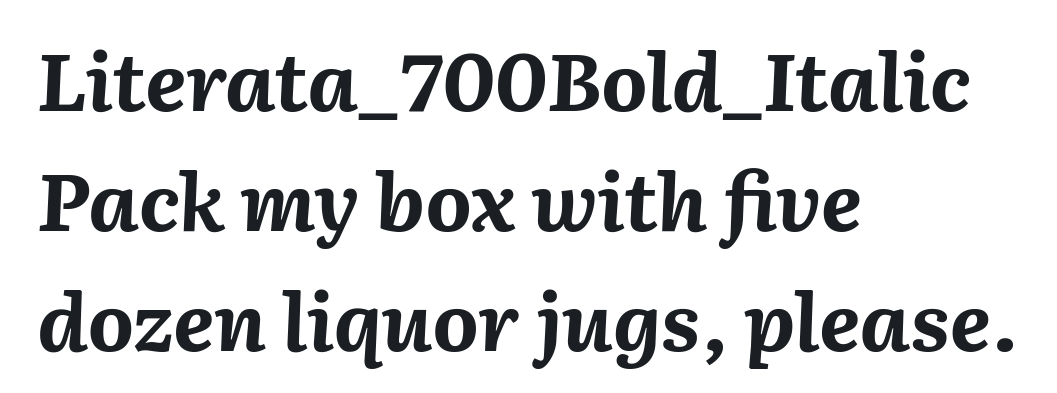 Literata_700Bold_Italic
Pack my box with five
dozen liquor jugs, please.